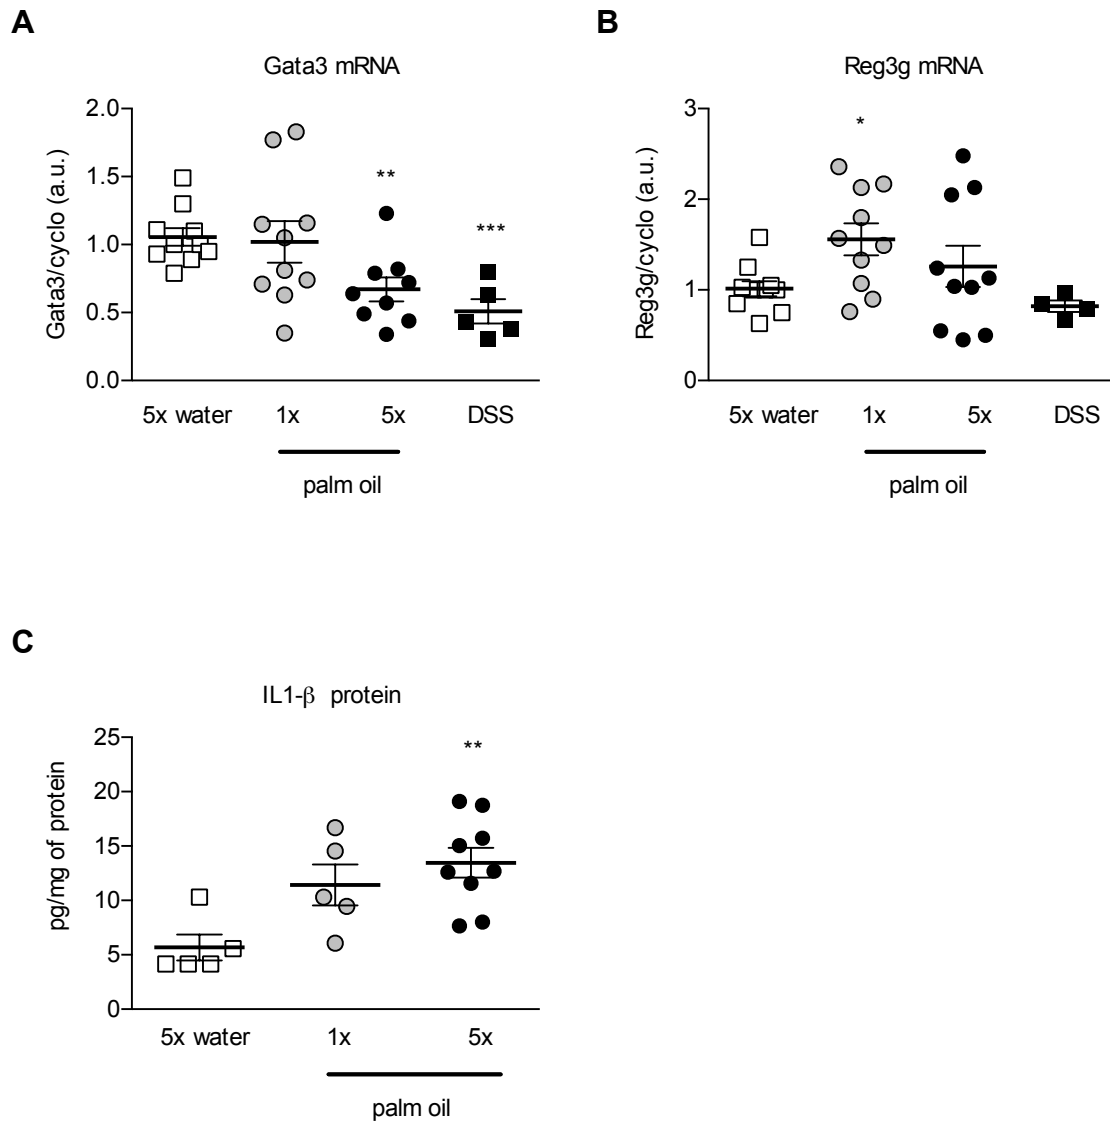 A
Gata3 mRNA
Gata3/cyclo (a.u.)
2.0
1.5
1.0
0.5
0.0
**
***
5x water 1x 5x DSS
palm oil
B
Reg3g mRNA
Reg3g/cyclo (a.u.)
3
2
1
0
*
5x water 1x 5x DSS
palm oil
C
IL1-β protein
pg/mg of protein
25
20
15
10
5
0
**
5x water 1x 5x
palm oil